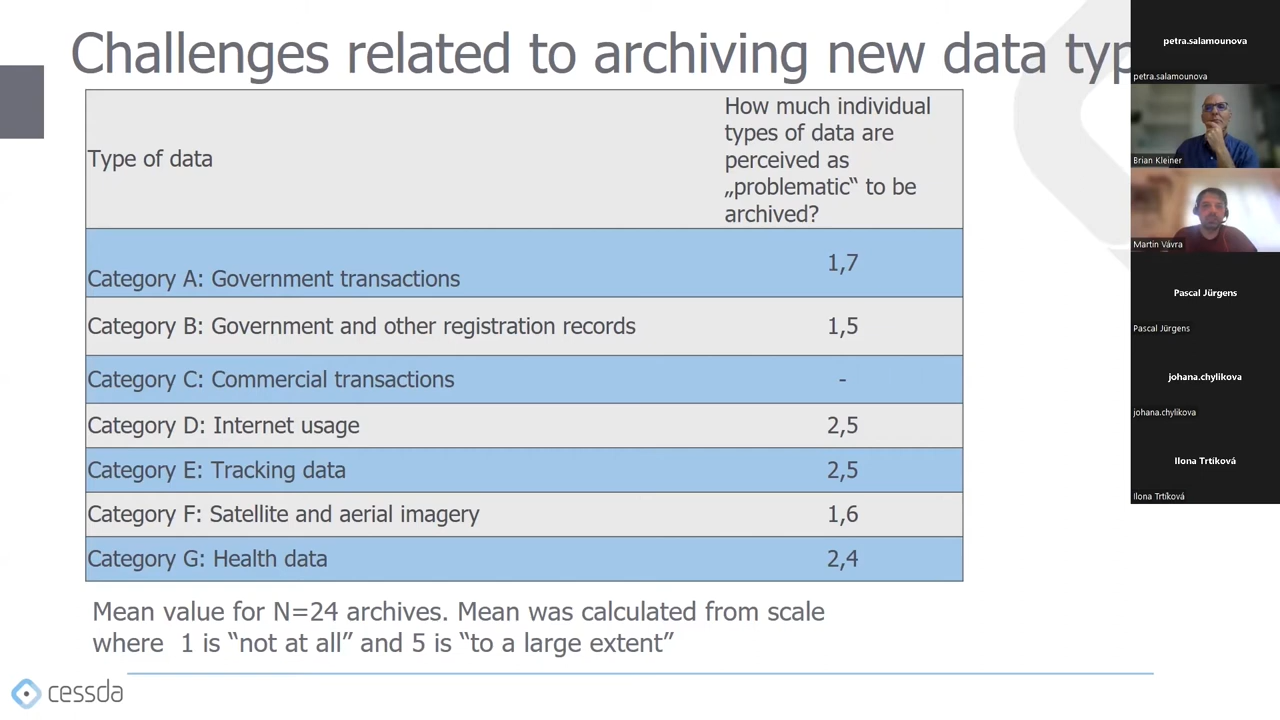 Challenges related to archiving new data typ
Type of data
How much individual
types of data are
perceived as
„problematic“ to be
archived?
Category A: Government transactions
1,7
Category B: Government and other registration records
1,5
Category C: Commercial transactions
-
Category D: Internet usage
2,5
Category E: Tracking data
2,5
Category F: Satellite and aerial imagery
1,6
Category G: Health data
2,4
Mean value for N=24 archives. Mean was calculated from scale
where 1 is “not at all” and 5 is “to a large extent”
cessda
petra.salamounova
petra.salamounova
Brian Kleiner
Martin Vávra
Pascal Jürgens
Pascal Jürgens
johana.chylikova
johana.chylikova
Ilona Trtíková
Ilona Trtíková